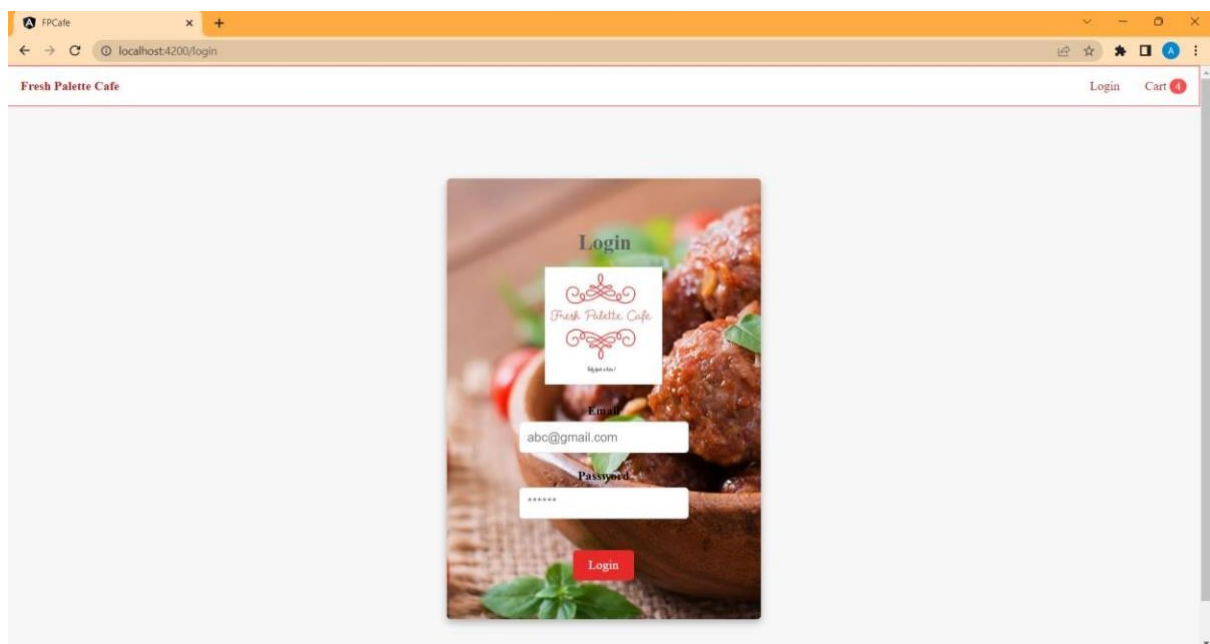 FPCafe
localhost:4200/login
A
Fresh Palette Cafe
Login
Cart 4
Login
Fresh Palette Cafe
Email
abc@gmail.com
Password
******
Login